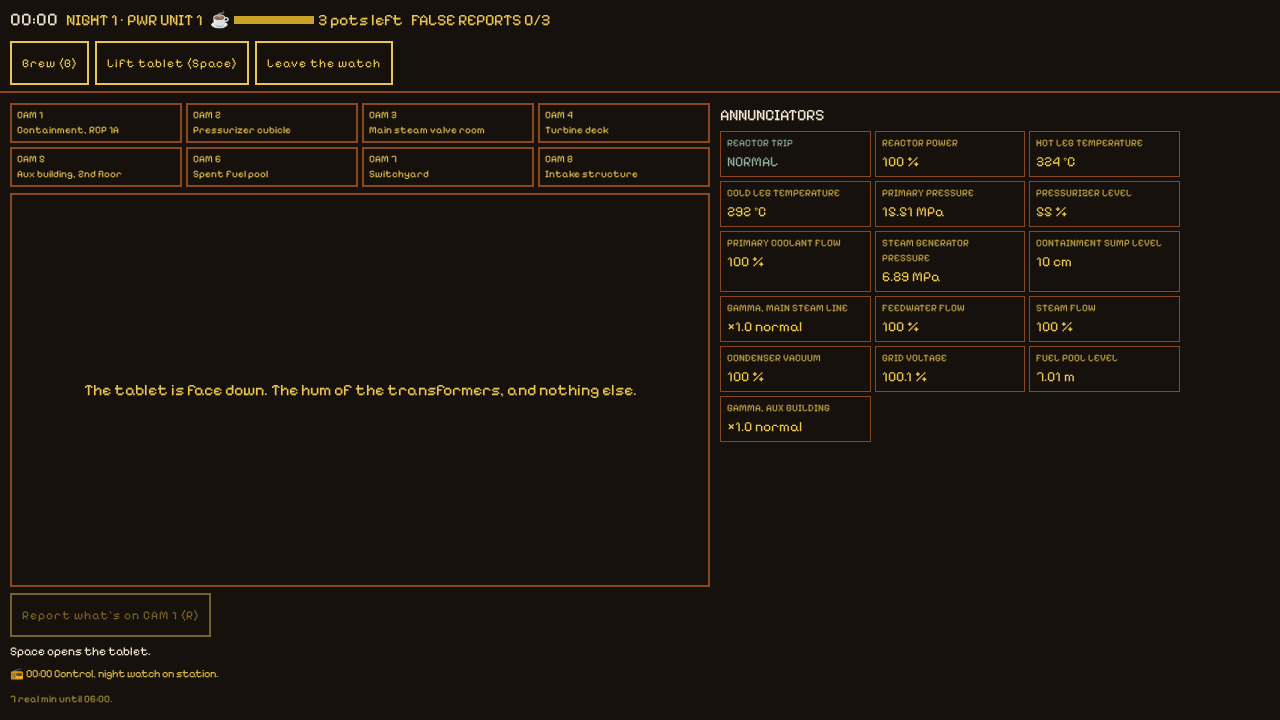 00:00 NIGHT 1 · PWR UNIT 1 ☕ 3 pots left FALSE REPORTS 0/3
Brew (B) Lift tablet (Space) Leave the watch
CAM 1 CAM 2 CAM 3 CAM 4
Containment, RCP 1A Pressurizer cubicle Main steam valve room Turbine deck
CAM 5 CAM 6 CAM 7 CAM 8
Aux building, 2nd floor Spent fuel pool Switchyard Intake structure
The tablet is face down. The hum of the transformers, and nothing else.
Report what's on CAM 1 (R)
Space opens the tablet.
📻 00:00 Control, night watch on station.
7 real min until 06:00.
ANNUNCIATORS
REACTOR TRIP REACTOR POWER HOT LEG TEMPERATURE
NORMAL 100 % 324 °C
COLD LEG TEMPERATURE PRIMARY PRESSURE PRESSURIZER LEVEL
292 °C 15.51 MPa 55 %
PRIMARY COOLANT FLOW STEAM GENERATOR PRESSURE CONTAINMENT SUMP LEVEL
100 % 6.89 MPa 10 cm
GAMMA, MAIN STEAM LINE FEEDWATER FLOW STEAM FLOW
×1.0 normal 100 % 100 %
CONDENSER VACUUM GRID VOLTAGE FUEL POOL LEVEL
100 % 100.1 % 7.01 m
GAMMA, AUX BUILDING
×1.0 normal